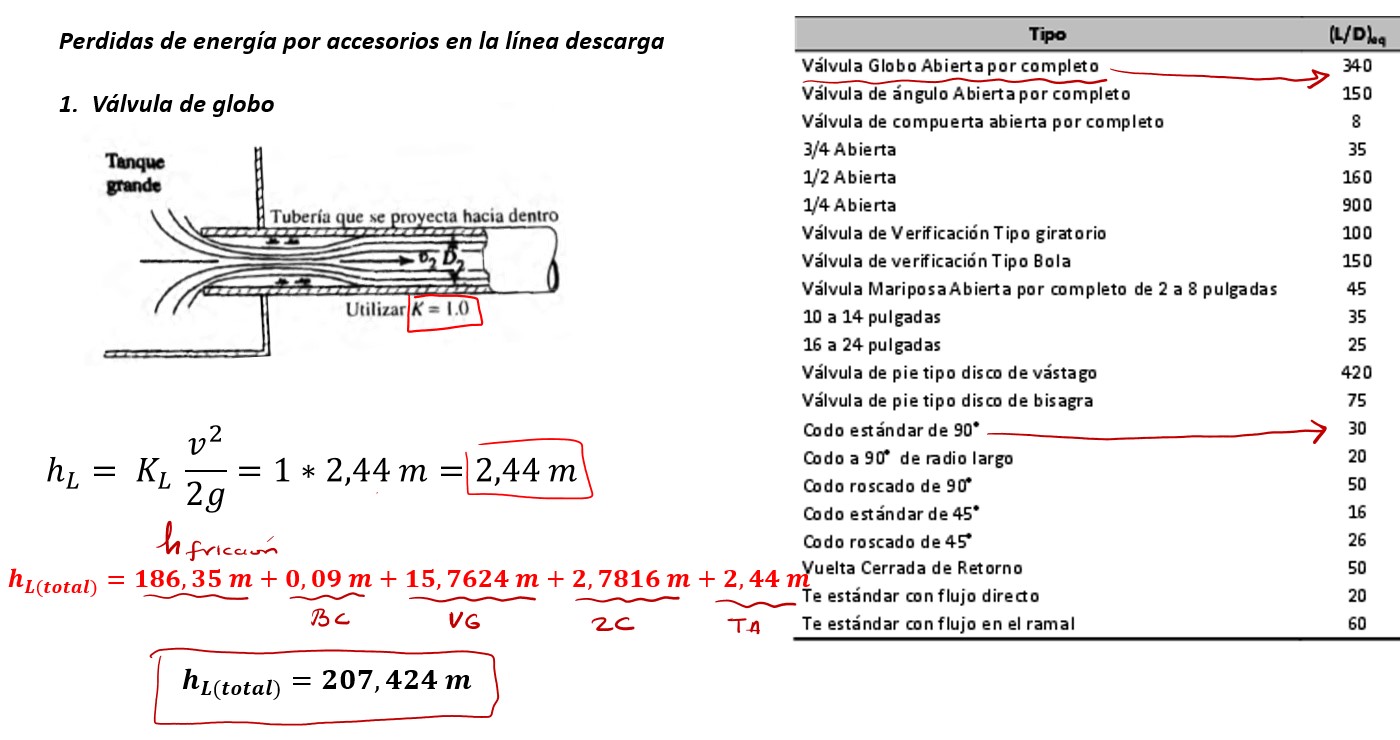 Perdidas de energía por accesorios en la línea descarga
1. Válvula de globo
Tanque
grande
Tubería que se proyecta hacia dentro
v₂ D₂
Utilizar K = 1.0
h_L = K_L v²/2g = 1 * 2,44 m = 2,44 m
h fricción
h_L(total) = 186,35 m + 0,09 m + 15,7624 m + 2,7816 m + 2,44 m
BC VG 2C TA
h_L(total) = 207,424 m
Tipo (L/D)eq
Válvula Globo Abierta por completo 340
Válvula de ángulo Abierta por completo 150
Válvula de compuerta abierta por completo 8
3/4 Abierta 35
1/2 Abierta 160
1/4 Abierta 900
Válvula de Verificación Tipo giratorio 100
Válvula de verificación Tipo Bola 150
Válvula Mariposa Abierta por completo de 2 a 8 pulgadas 45
10 a 14 pulgadas 35
16 a 24 pulgadas 25
Válvula de pie tipo disco de vástago 420
Válvula de pie tipo disco de bisagra 75
Codo estándar de 90° 30
Codo a 90° de radio largo 20
Codo roscado de 90° 50
Codo estándar de 45° 16
Codo roscado de 45° 26
Vuelta Cerrada de Retorno 50
Te estándar con flujo directo 20
Te estándar con flujo en el ramal 60